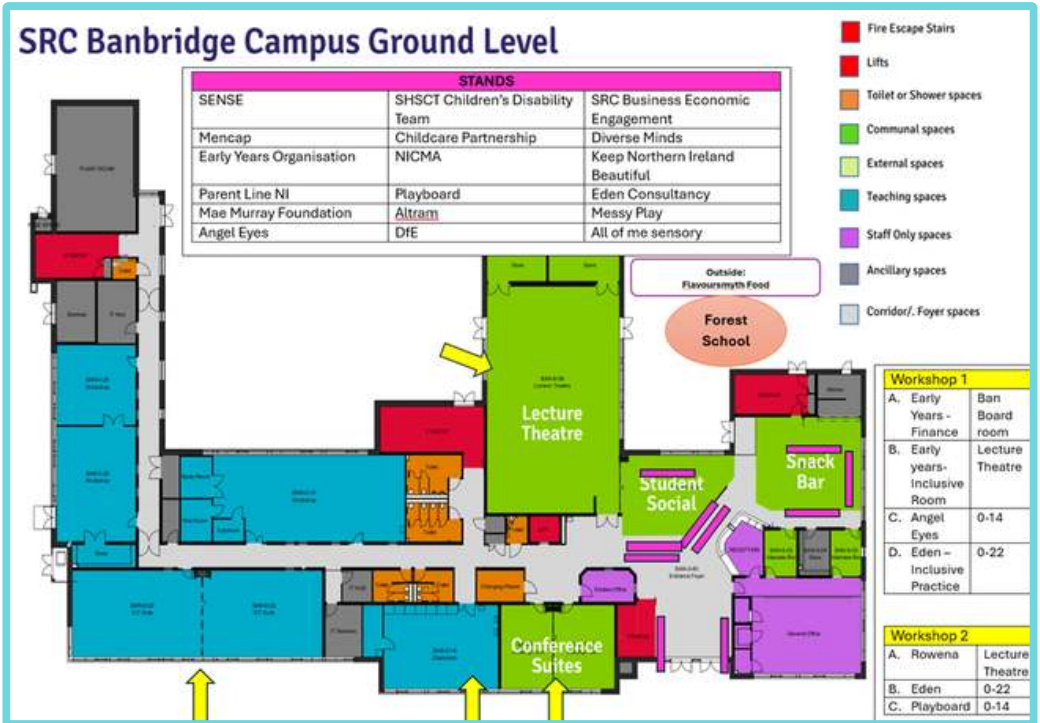 SRC Banbridge Campus Ground Level
STANDS
SENSE
SHSCT Children's Disability
Team
SRC Business Economic
Engagement
Mencap
Childcare Partnership
Diverse Minds
Early Years Organisation
NICMA
Keep Northern Ireland
Beautiful
Parent Line NI
Playboard
Eden Consultancy
Mae Murray Foundation
Altram
Messy Play
Angel Eyes
DfE
All of me sensory
Fire Escape Stairs
Lifts
Toilet or Shower spaces
Communal spaces
External spaces
Teaching spaces
Staff Only spaces
Ancillary spaces
Corridor/. Foyer spaces
Outside:
Flavoursmyth Food
Forest
School
Lecture
Theatre
Student
Social
Snack
Bar
Conference
Suites
General Office
Workshop 1
A. Early
Years -
Finance
Ban
Board
room
B. Early
years-
Inclusive
Room
Lecture
Theatre
C. Angel
Eyes
0-14
D. Eden –
Inclusive
Practice
0-22
Workshop 2
A. Rowena
Lecture
Theatre
B. Eden
0-22
C. Playboard
0-14